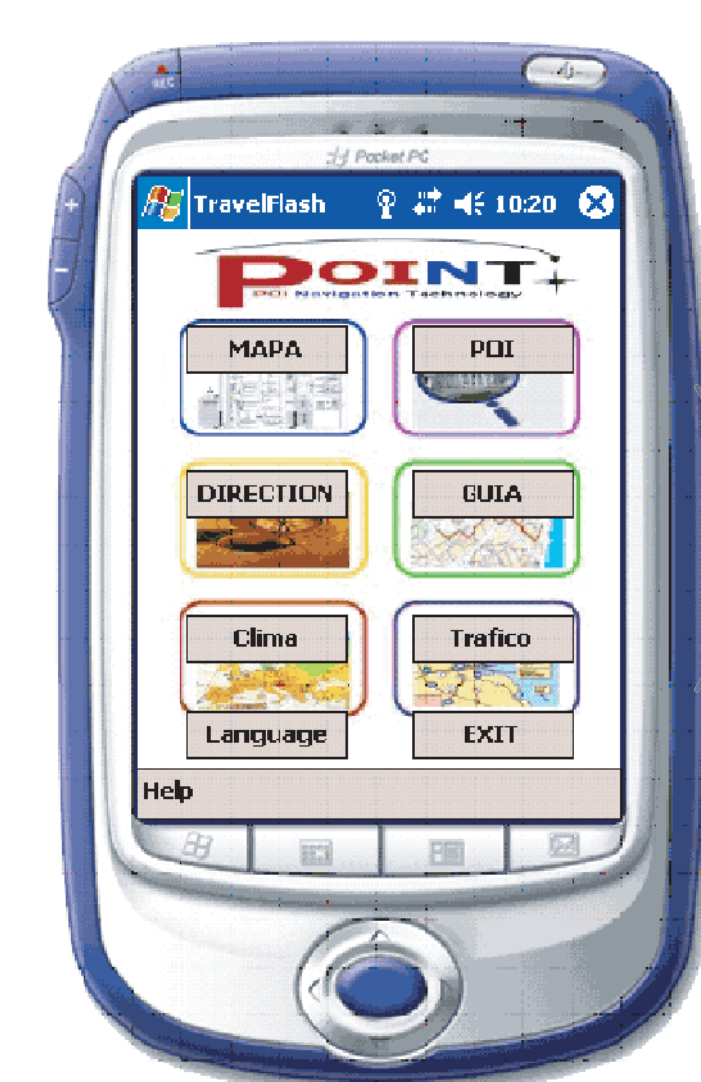 REC
Pocket PC
TravelFlash 10:20
POINT
POI Navigation Technology
MAPA POI
DIRECTION GUIA
Clima Trafico
Language EXIT
Help